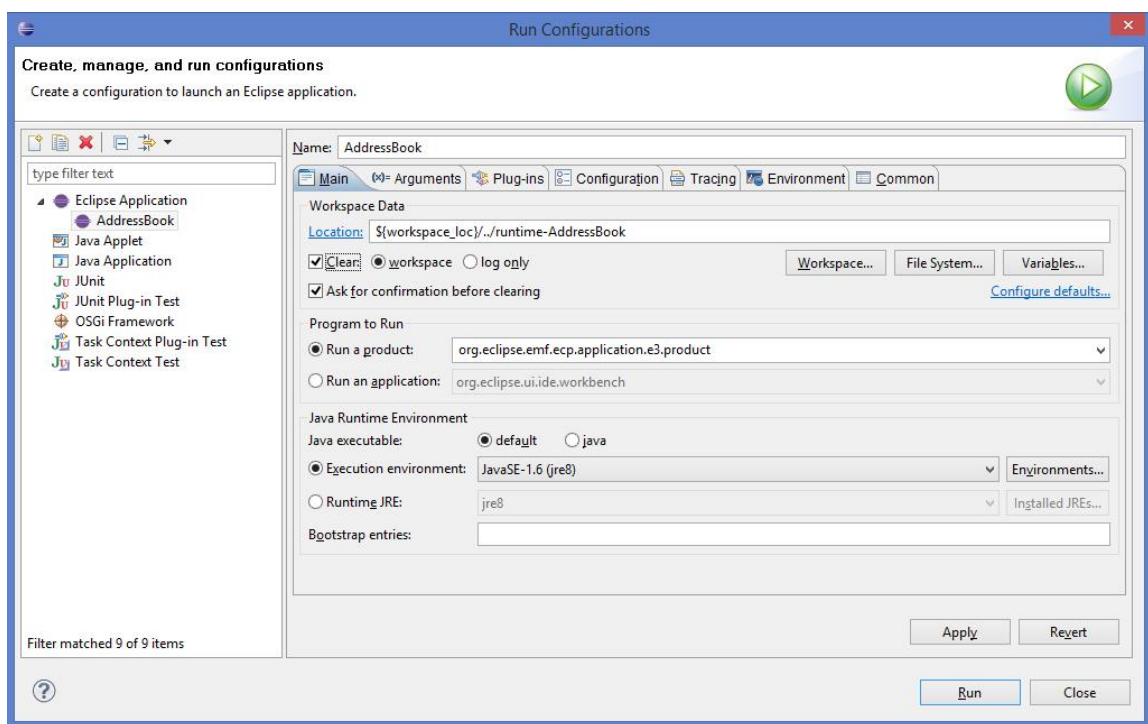 Run Configurations
Create, manage, and run configurations
Create a configuration to launch an Eclipse application.
type filter text
Eclipse Application
AddressBook
Java Applet
Java Application
JUnit
JUnit Plug-in Test
OSGi Framework
Task Context Plug-in Test
Task Context Test
Filter matched 9 of 9 items
Name: AddressBook
Main Arguments Plug-ins Configuration Tracing Environment Common
Workspace Data
Location: ${workspace_loc}/../runtime-AddressBook
Clear: workspace log only Workspace... File System... Variables...
Ask for confirmation before clearing Configure defaults...
Program to Run
Run a product: org.eclipse.emf.ecp.application.e3.product
Run an application: org.eclipse.ui.ide.workbench
Java Runtime Environment
Java executable: default java
Execution environment: JavaSE-1.6 (jre8) Environments...
Runtime JRE: jre8 Installed JREs...
Bootstrap entries:
Apply Revert
Run Close